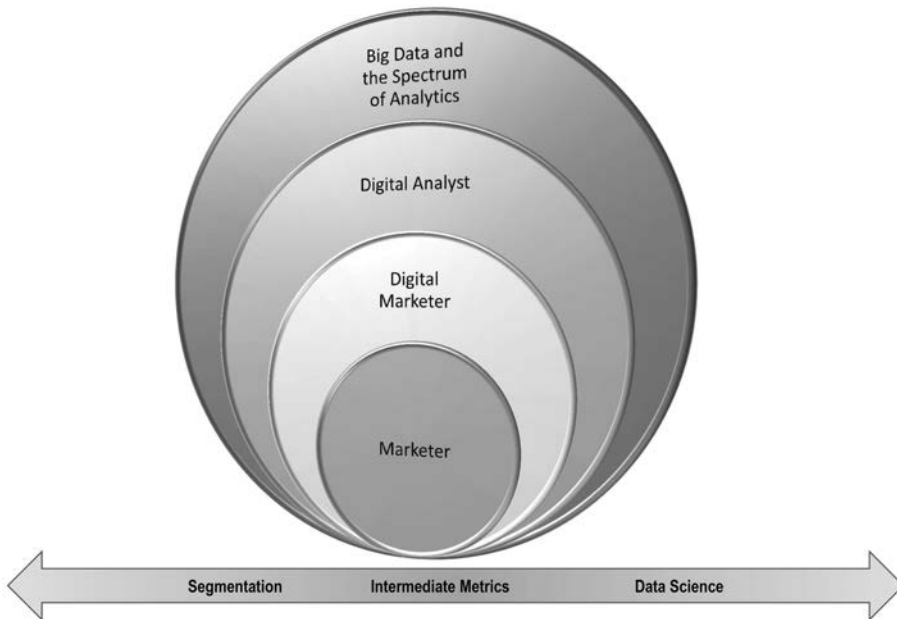 Big Data and
the Spectrum
of Analytics
Digital Analyst
Digital
Marketer
Marketer
Segmentation Intermediate Metrics Data Science